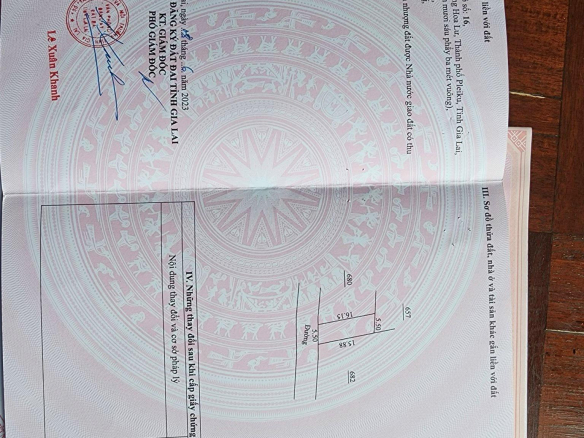 liền với đất
số: 16,
Hoa Lư, Thành phố Pleiku, Tỉnh Gia Lai,
mươi sáu phẩy ba mét vuông),
nhượng đất được Nhà nước giao đất có thu
ngày 18 tháng 6 năm 2023
ĐĂNG KÝ ĐẤT ĐAI TỈNH GIA LAI
KT. GIÁM ĐỐC
PHÓ GIÁM ĐỐC
Lê Xuân Khanh
III. Sơ đồ thửa đất, nhà ở và tài sản khác gắn liền với đất
657
680
5.50
16.15
15.88
682
5.50
Đường
IV. Những thay đổi sau khi cấp giấy chứng
Nội dung thay đổi và cơ sở pháp lý